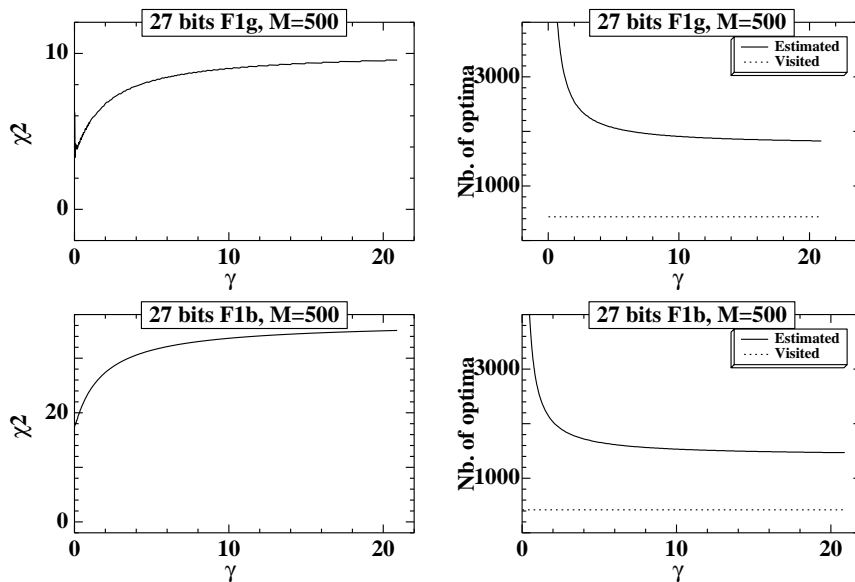 27 bits F1g, M=500
10
χ2
0
0
10
20
γ
27 bits F1g, M=500
Estimated
Visited
3000
Nb. of optima
1000
0
10
20
γ
27 bits F1b, M=500
χ2
20
0
0
10
20
γ
27 bits F1b, M=500
Estimated
Visited
3000
Nb. of optima
1000
0
10
20
γ